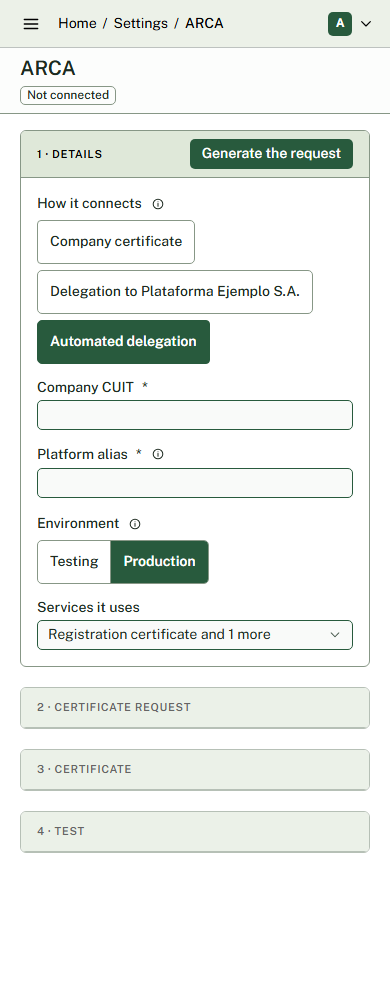 Home / Settings / ARCA
A
ARCA
Not connected
1 · DETAILS
Generate the request
How it connects
Company certificate
Delegation to Plataforma Ejemplo S.A.
Automated delegation
Company CUIT *
Platform alias *
Environment
Testing
Production
Services it uses
Registration certificate and 1 more
2 · CERTIFICATE REQUEST
3 · CERTIFICATE
4 · TEST